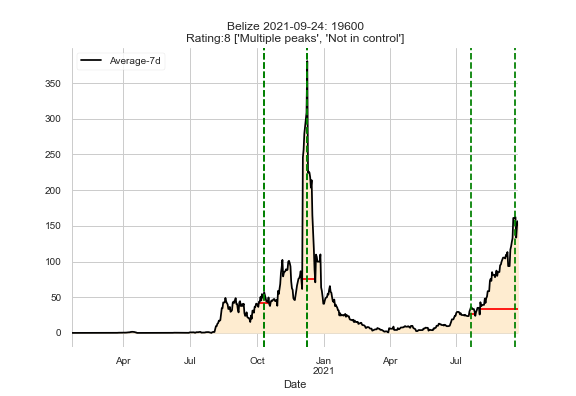 Belize 2021-09-24: 19600
Rating:8 ['Multiple peaks', 'Not in control']
Average-7d
350
300
250
200
150
100
50
0
Apr
Jul
Oct
Jan
2021
Apr
Jul
Date